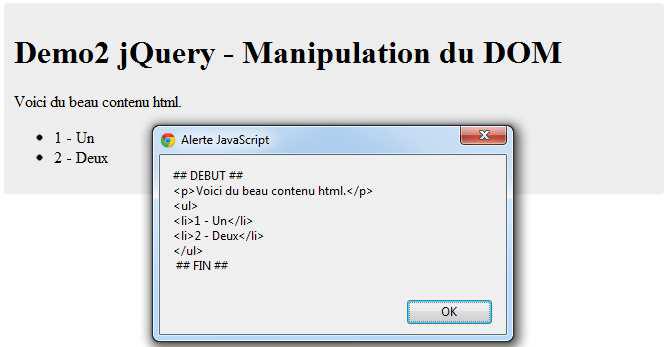 Demo2 jQuery - Manipulation du DOM
Voici du beau contenu html.
• 1 - Un
• 2 - Deux
Alerte JavaScript
## DEBUT ##
<p>Voici du beau contenu html.</p>
<ul>
<li>1 - Un</li>
<li>2 - Deux</li>
</ul>
## FIN ##
OK